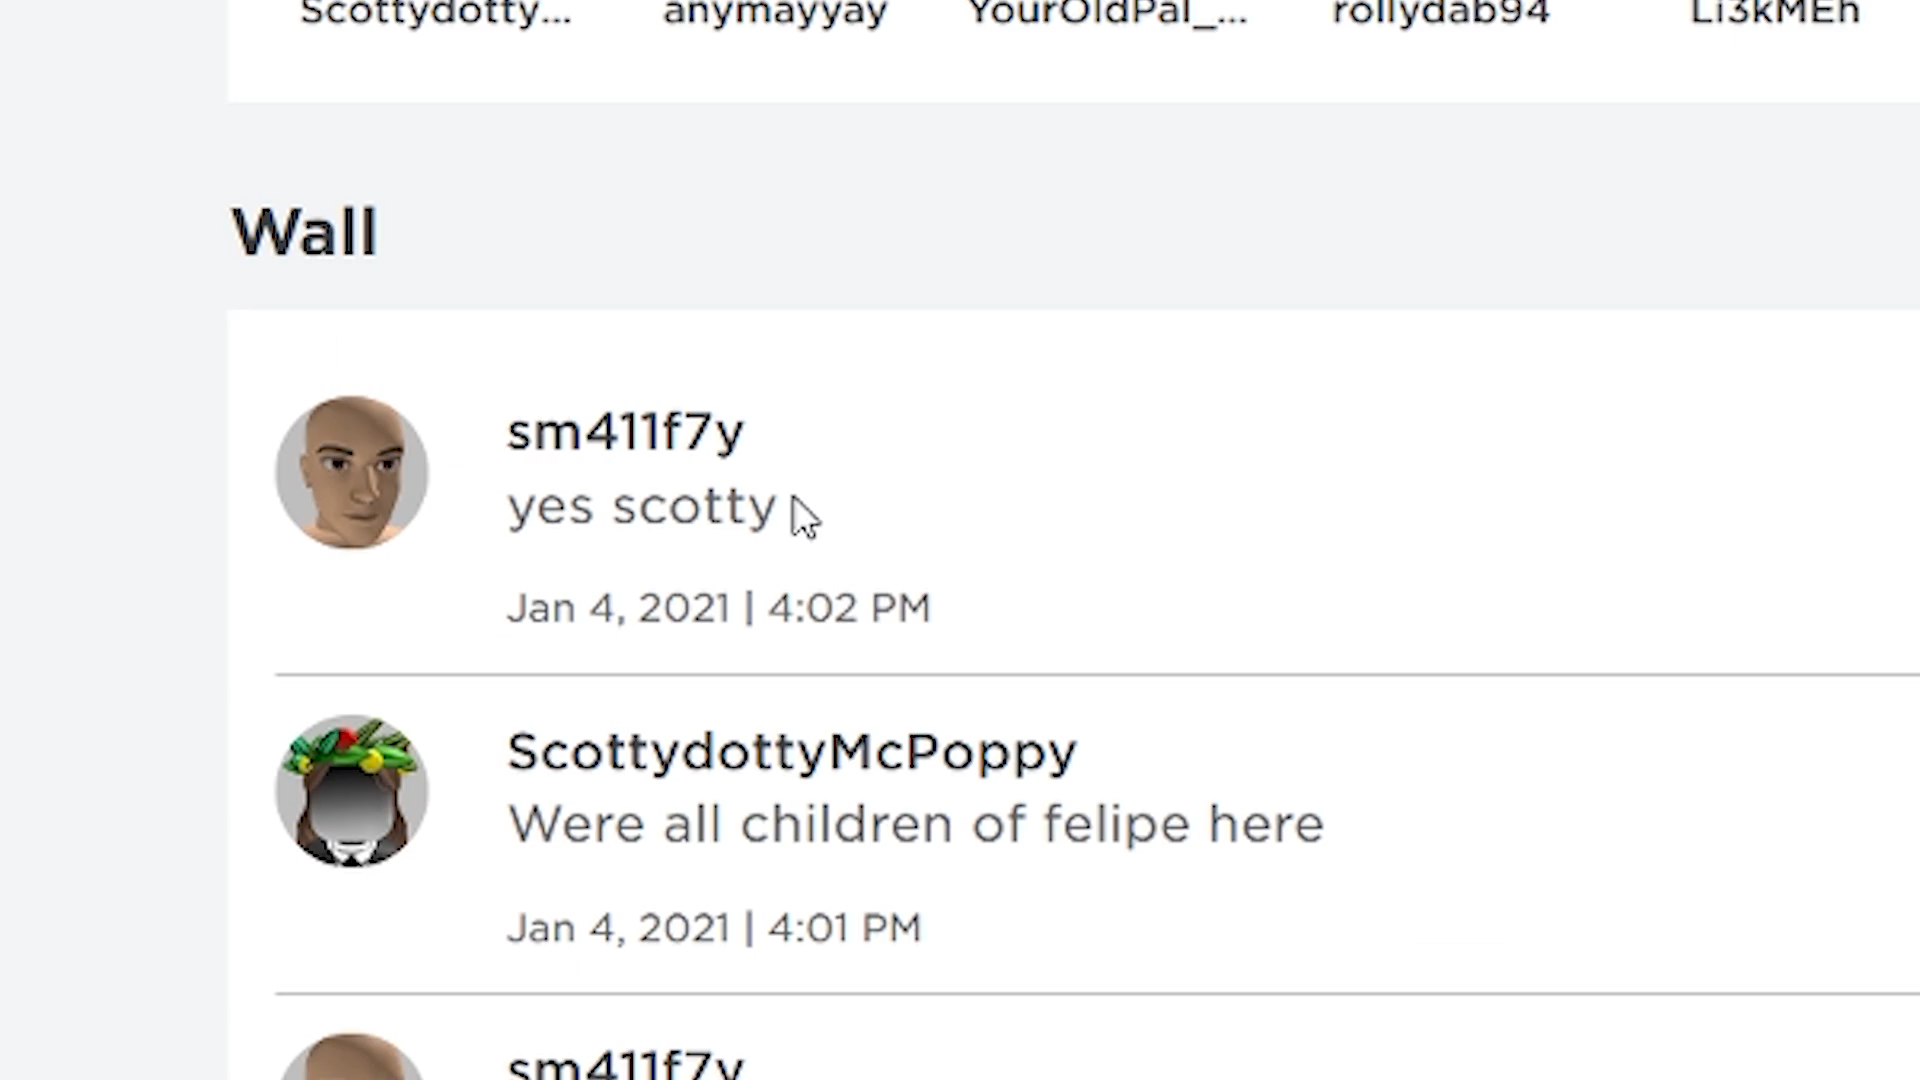 Scottydotty... anymayyay YourOldPal_... rollydab94 Li3kMEh
Wall
sm411f7y
yes scotty
Jan 4, 2021 | 4:02 PM
ScottydottyMcPoppy
Were all children of felipe here
Jan 4, 2021 | 4:01 PM
sm411f7y